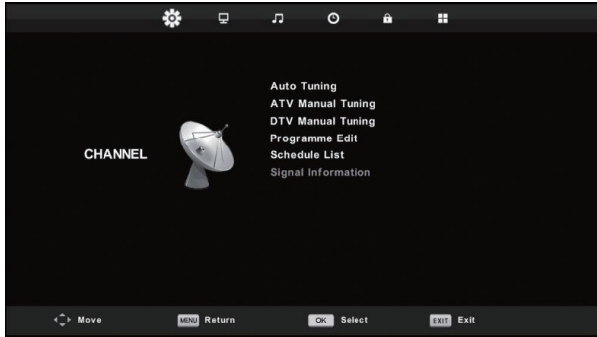 Auto Tuning
ATV Manual Tuning
DTV Manual Tuning
Programme Edit
CHANNEL
Schedule List
Signal Information
Move
MENU Return
OK Select
EXIT Exit